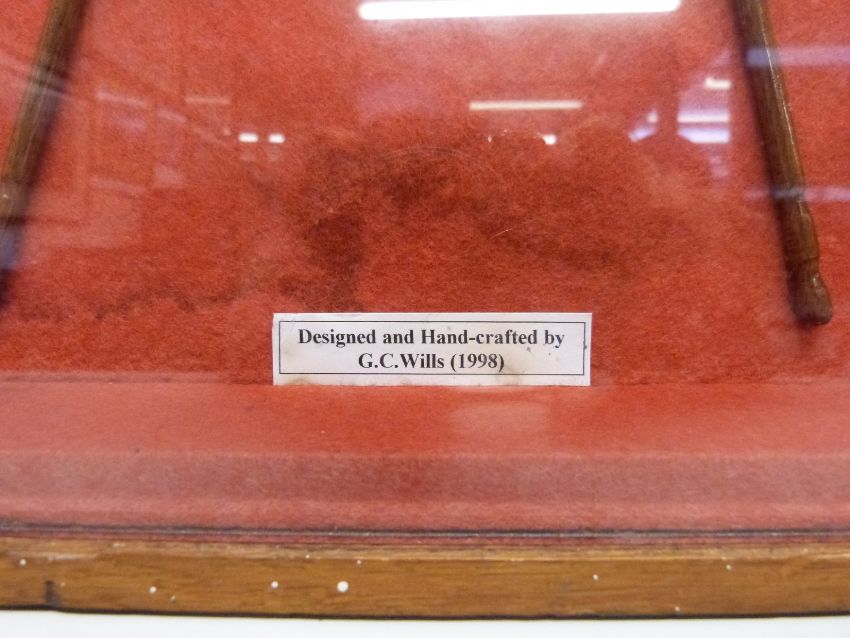 Designed and Hand-crafted by
G.C.Wills (1998)